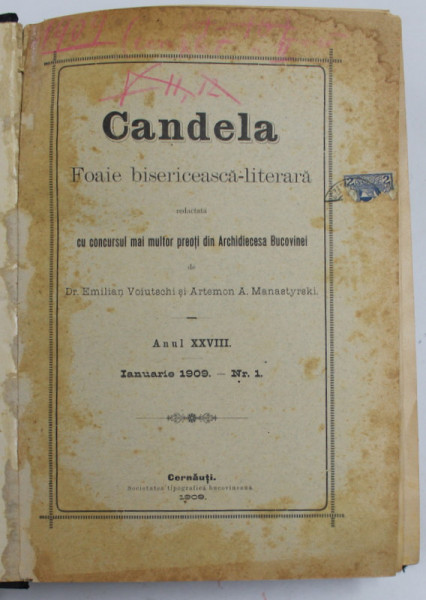 Candela
Foaie bisericească-literară
redactată
cu concursul mai multor preoți din Archidiecesa Bucovinei
de
Dr. Emilian Voiutschi și Artemon A. Manastyrski.
Anul XXVIII.
Ianuarie 1909. — Nr. 1.
Cernăuți.
Societatea tipografică bucovineană
1909.